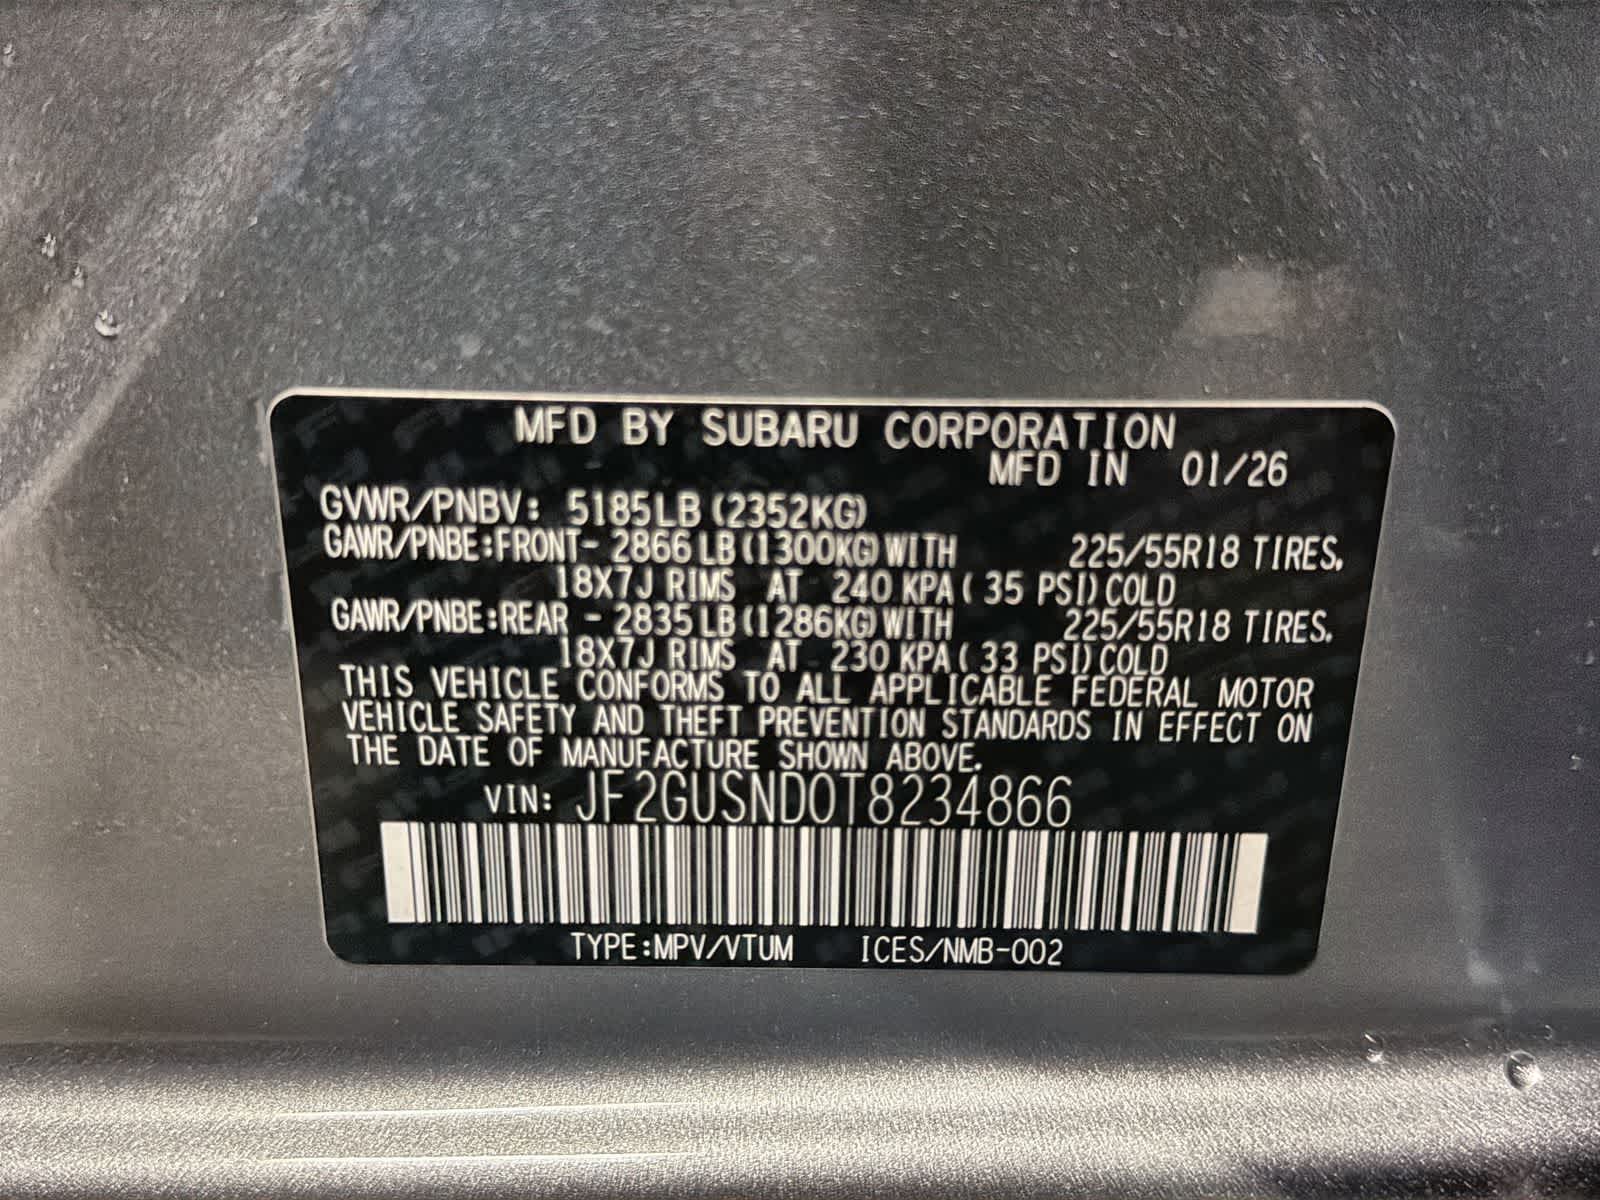 MFD BY SUBARU CORPORATION
MFD IN 01/26
GVWR/PNBV: 5185LB (2352KG)
GAWR/PNBE:FRONT- 2866 LB (1300KG) WITH 225/55R18 TIRES,
18X7J RIMS AT 240 KPA ( 35 PSI) COLD
GAWR/PNBE:REAR - 2835 LB (1286KG) WITH 225/55R18 TIRES,
18X7J RIMS AT 230 KPA ( 33 PSI) COLD
THIS VEHICLE CONFORMS TO ALL APPLICABLE FEDERAL MOTOR
VEHICLE SAFETY AND THEFT PREVENTION STANDARDS IN EFFECT ON
THE DATE OF MANUFACTURE SHOWN ABOVE.
VIN: JF2GUSND0T8234866
TYPE:MPV/VTUM ICES/NMB-002